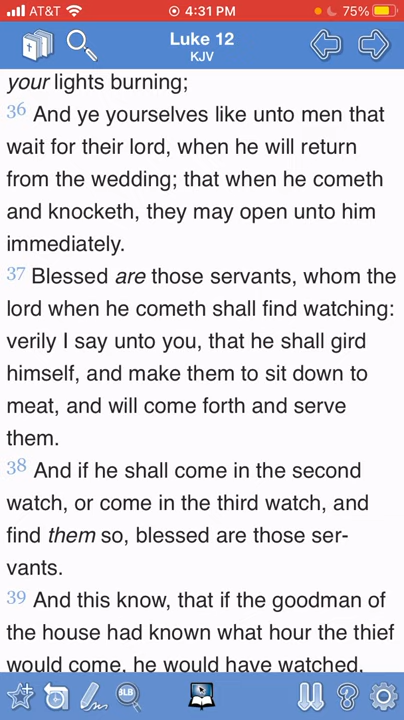 AT&T 4:31 PM 75%
Luke 12
KJV
your lights burning;
36 And ye yourselves like unto men that
wait for their lord, when he will return
from the wedding; that when he cometh
and knocketh, they may open unto him
immediately.
37 Blessed are those servants, whom the
lord when he cometh shall find watching:
verily I say unto you, that he shall gird
himself, and make them to sit down to
meat, and will come forth and serve
them.
38 And if he shall come in the second
watch, or come in the third watch, and
find them so, blessed are those ser-
vants.
39 And this know, that if the goodman of
the house had known what hour the thief
would come, he would have watched,
BLB